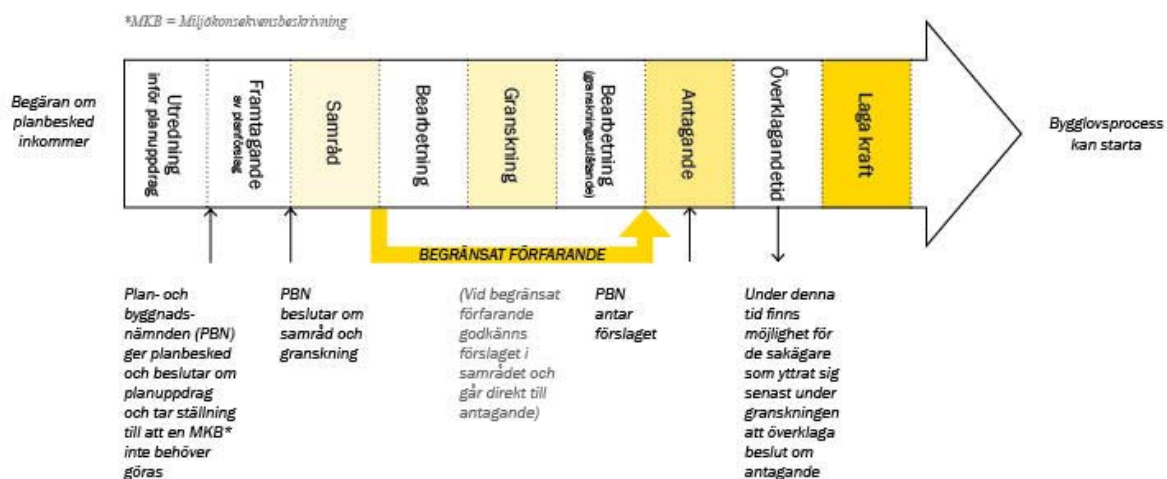 *MKB = Miljökonsekvensbeskrivning
Begäran om
planbesked
inkommer
Utredning
inför planuppdrag
Framtagande
av planförslag
Samråd
Bearbetning
Granskning
Bearbetning
(granskningsutlåtande)
Antagande
Överklagandetid
Laga kraft
Bygglovsprocess
kan starta
BEGRÄNSAT FÖRFARANDE
Plan- och
byggnads-
nämnden (PBN)
ger planbesked
och beslutar om
planuppdrag
och tar ställning
till att en MKB*
inte behöver
göras
PBN
beslutar om
samråd och
granskning
(Vid begränsat
förfarande
godkänns
förslaget i
samrådet och
går direkt till
antagande)
PBN
antar
förslaget
Under denna
tid finns
möjlighet för
de sakägare
som yttrat sig
senast under
granskningen
att överklaga
beslut om
antagande